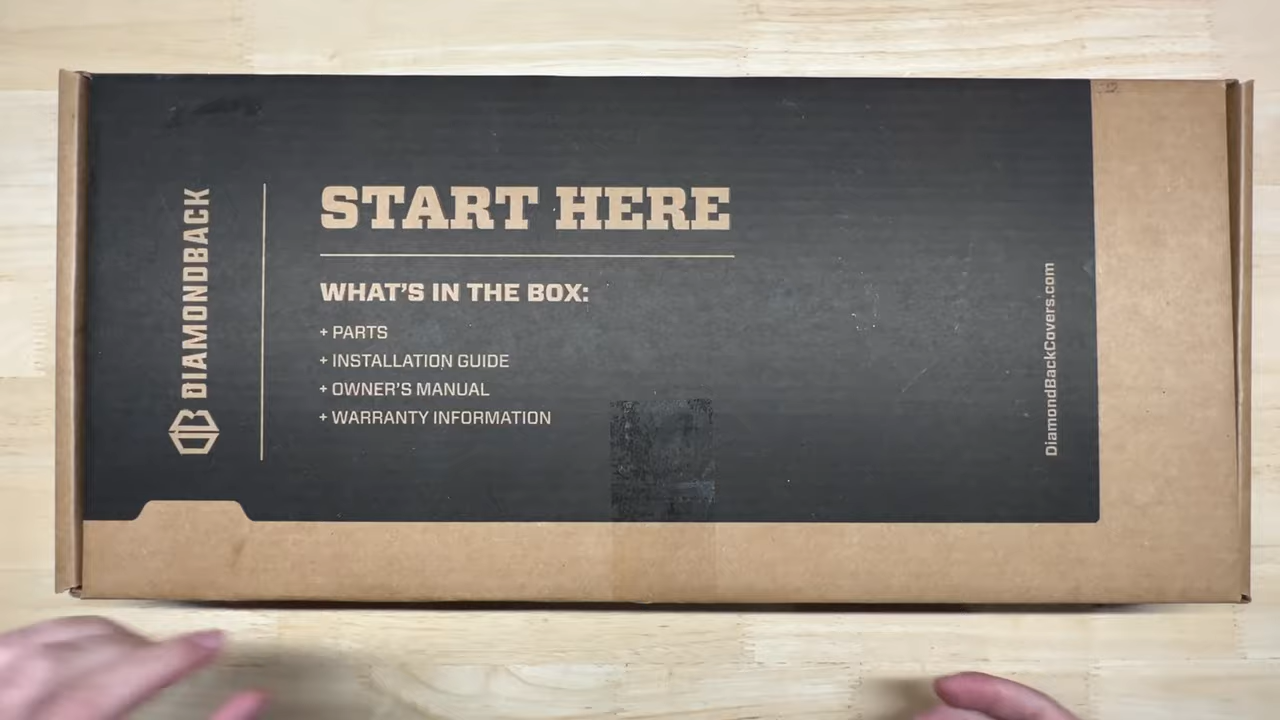 DIAMONDBACK
START HERE
WHAT'S IN THE BOX:
+ PARTS
+ INSTALLATION GUIDE
+ OWNER'S MANUAL
+ WARRANTY INFORMATION
DiamondBackCovers.com